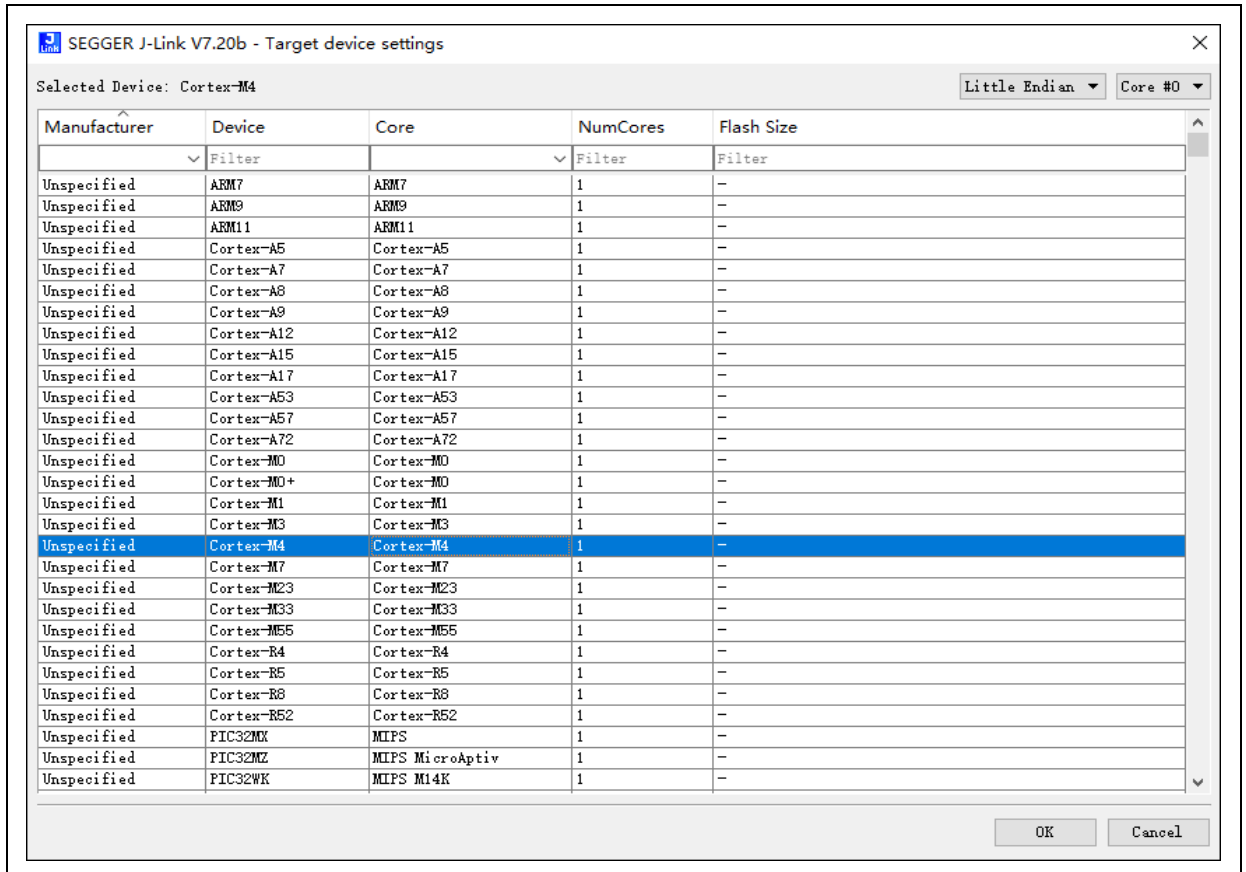 SEGGER J-Link V7.20b - Target device settings
Selected Device: Cortex-M4 Little Endian Core #0
Manufacturer Device Core NumCores Flash Size
Filter Filter Filter
Unspecified ARM7 ARM7 1 -
Unspecified ARM9 ARM9 1 -
Unspecified ARM11 ARM11 1 -
Unspecified Cortex-A5 Cortex-A5 1 -
Unspecified Cortex-A7 Cortex-A7 1 -
Unspecified Cortex-A8 Cortex-A8 1 -
Unspecified Cortex-A9 Cortex-A9 1 -
Unspecified Cortex-A12 Cortex-A12 1 -
Unspecified Cortex-A15 Cortex-A15 1 -
Unspecified Cortex-A17 Cortex-A17 1 -
Unspecified Cortex-A53 Cortex-A53 1 -
Unspecified Cortex-A57 Cortex-A57 1 -
Unspecified Cortex-A72 Cortex-A72 1 -
Unspecified Cortex-M0 Cortex-M0 1 -
Unspecified Cortex-M0+ Cortex-M0 1 -
Unspecified Cortex-M1 Cortex-M1 1 -
Unspecified Cortex-M3 Cortex-M3 1 -
Unspecified Cortex-M4 Cortex-M4 1 -
Unspecified Cortex-M7 Cortex-M7 1 -
Unspecified Cortex-M23 Cortex-M23 1 -
Unspecified Cortex-M33 Cortex-M33 1 -
Unspecified Cortex-M55 Cortex-M55 1 -
Unspecified Cortex-R4 Cortex-R4 1 -
Unspecified Cortex-R5 Cortex-R5 1 -
Unspecified Cortex-R8 Cortex-R8 1 -
Unspecified Cortex-R52 Cortex-R52 1 -
Unspecified PIC32MX MIPS 1 -
Unspecified PIC32MZ MIPS MicroAptiv 1 -
Unspecified PIC32WK MIPS M14K 1 -
OK Cancel